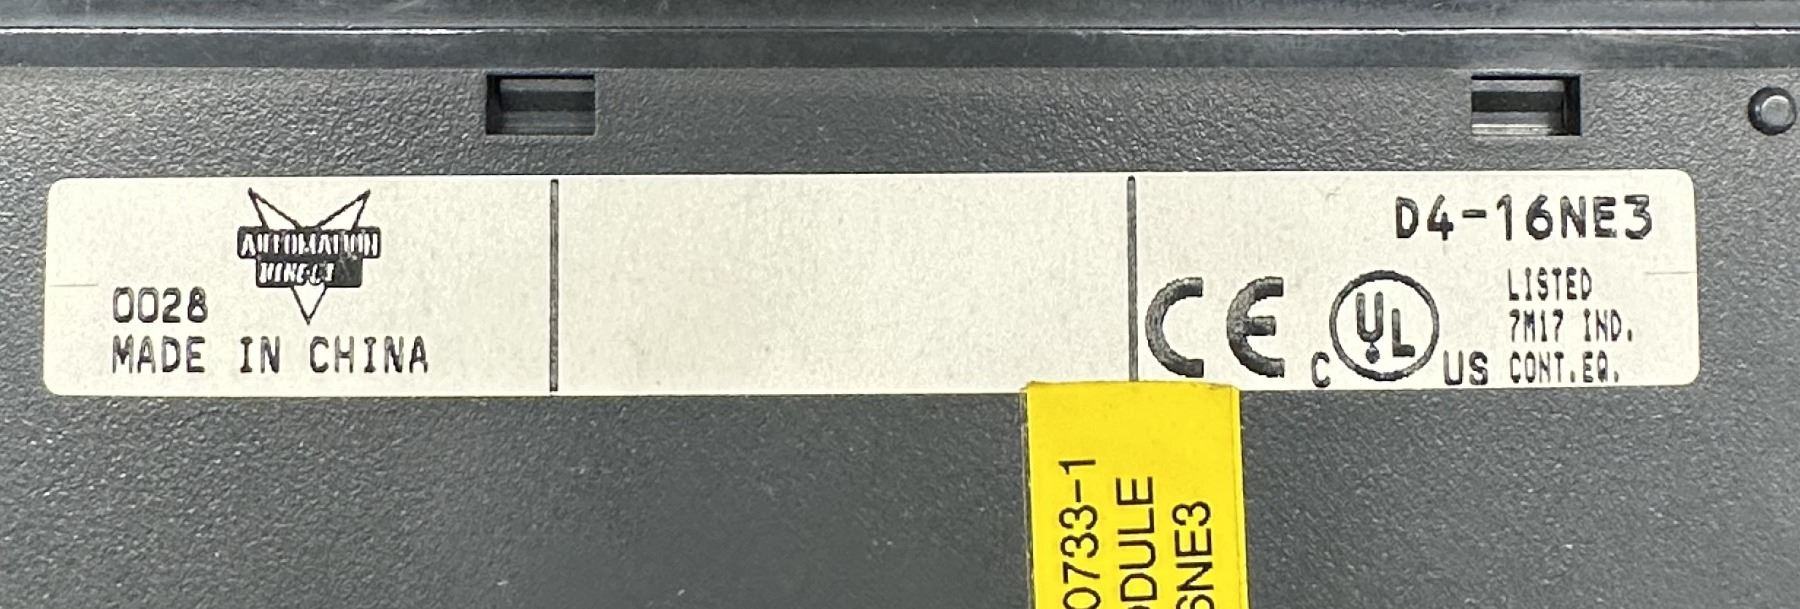 AUTOMATION
DIRECT
0028
MADE IN CHINA
D4-16NE3
CE
C UL US
LISTED
7M17 IND.
CONT.EQ.
0733-1
ODULE
6NE3